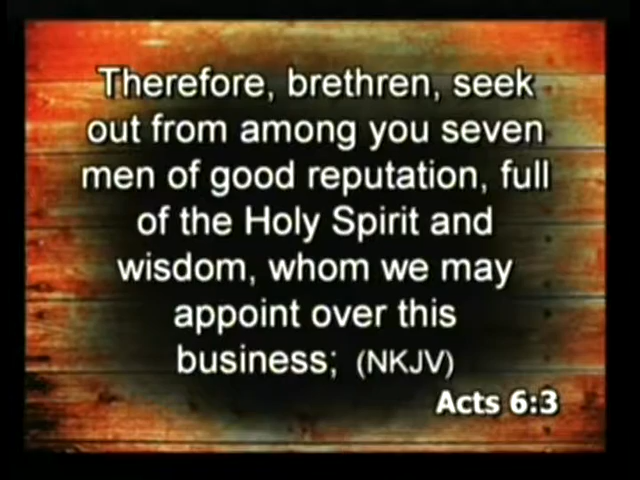 Therefore, brethren, seek
out from among you seven
men of good reputation, full
of the Holy Spirit and
wisdom, whom we may
appoint over this
business; (NKJV)
Acts 6:3